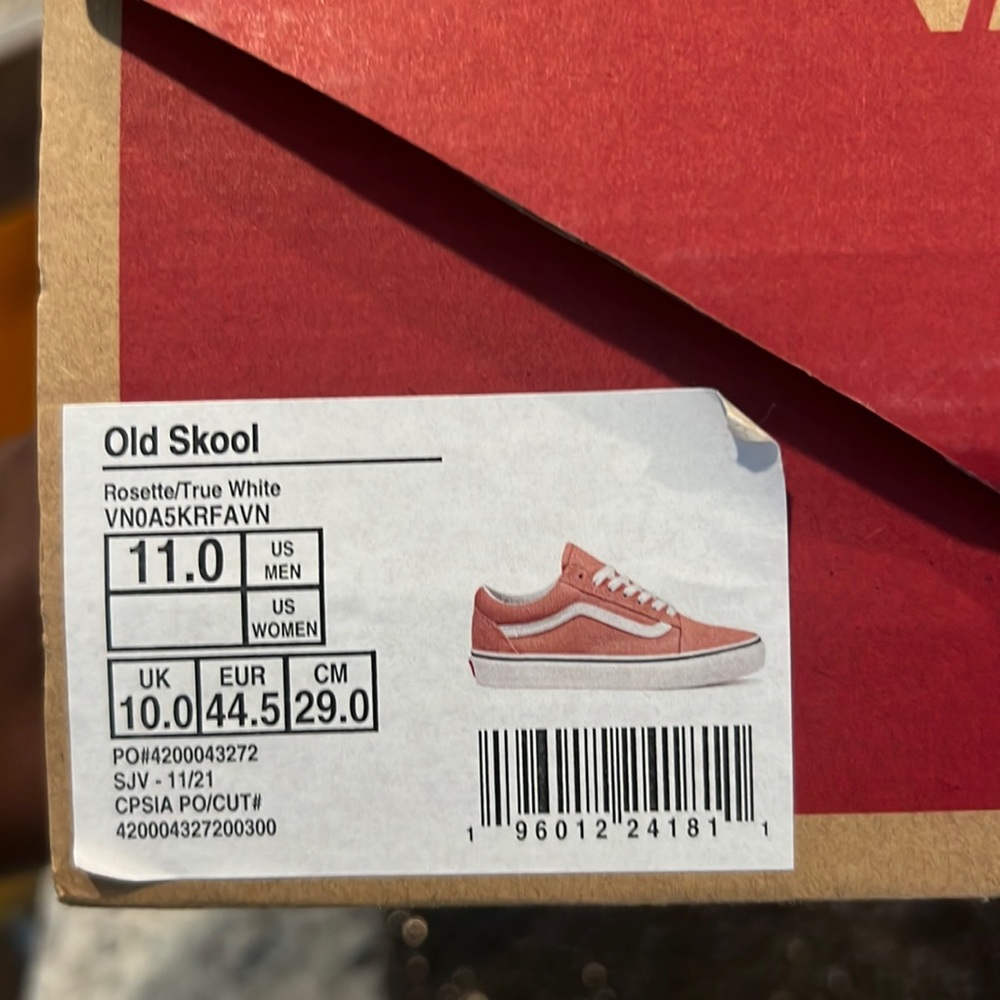 Old Skool
Rosette/True White
VN0A5KRFAVN
11.0 US MEN
US WOMEN
UK EUR CM
10.0 44.5 29.0
PO#4200043272
SJV - 11/21
CPSIA PO/CUT#
420004327200300
1 96012 24181 1